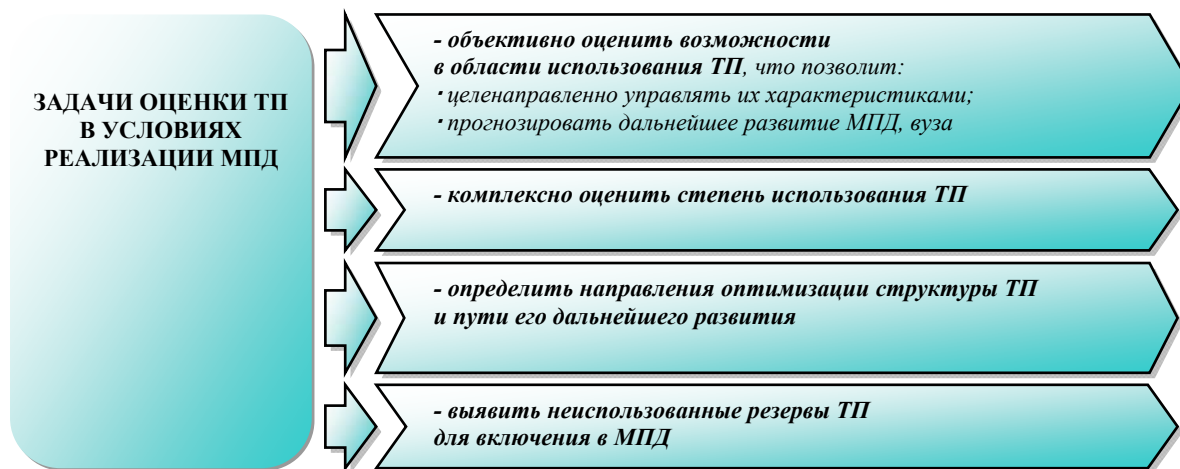 ЗАДАЧИ ОЦЕНКИ ТП
В УСЛОВИЯХ
РЕАЛИЗАЦИИ МПД
- объективно оценить возможности
в области использования ТП, что позволит:
· целенаправленно управлять их характеристиками;
· прогнозировать дальнейшее развитие МПД, вуза
- комплексно оценить степень использования ТП
- определить направления оптимизации структуры ТП
и пути его дальнейшего развития
- выявить неиспользованные резервы ТП
для включения в МПД